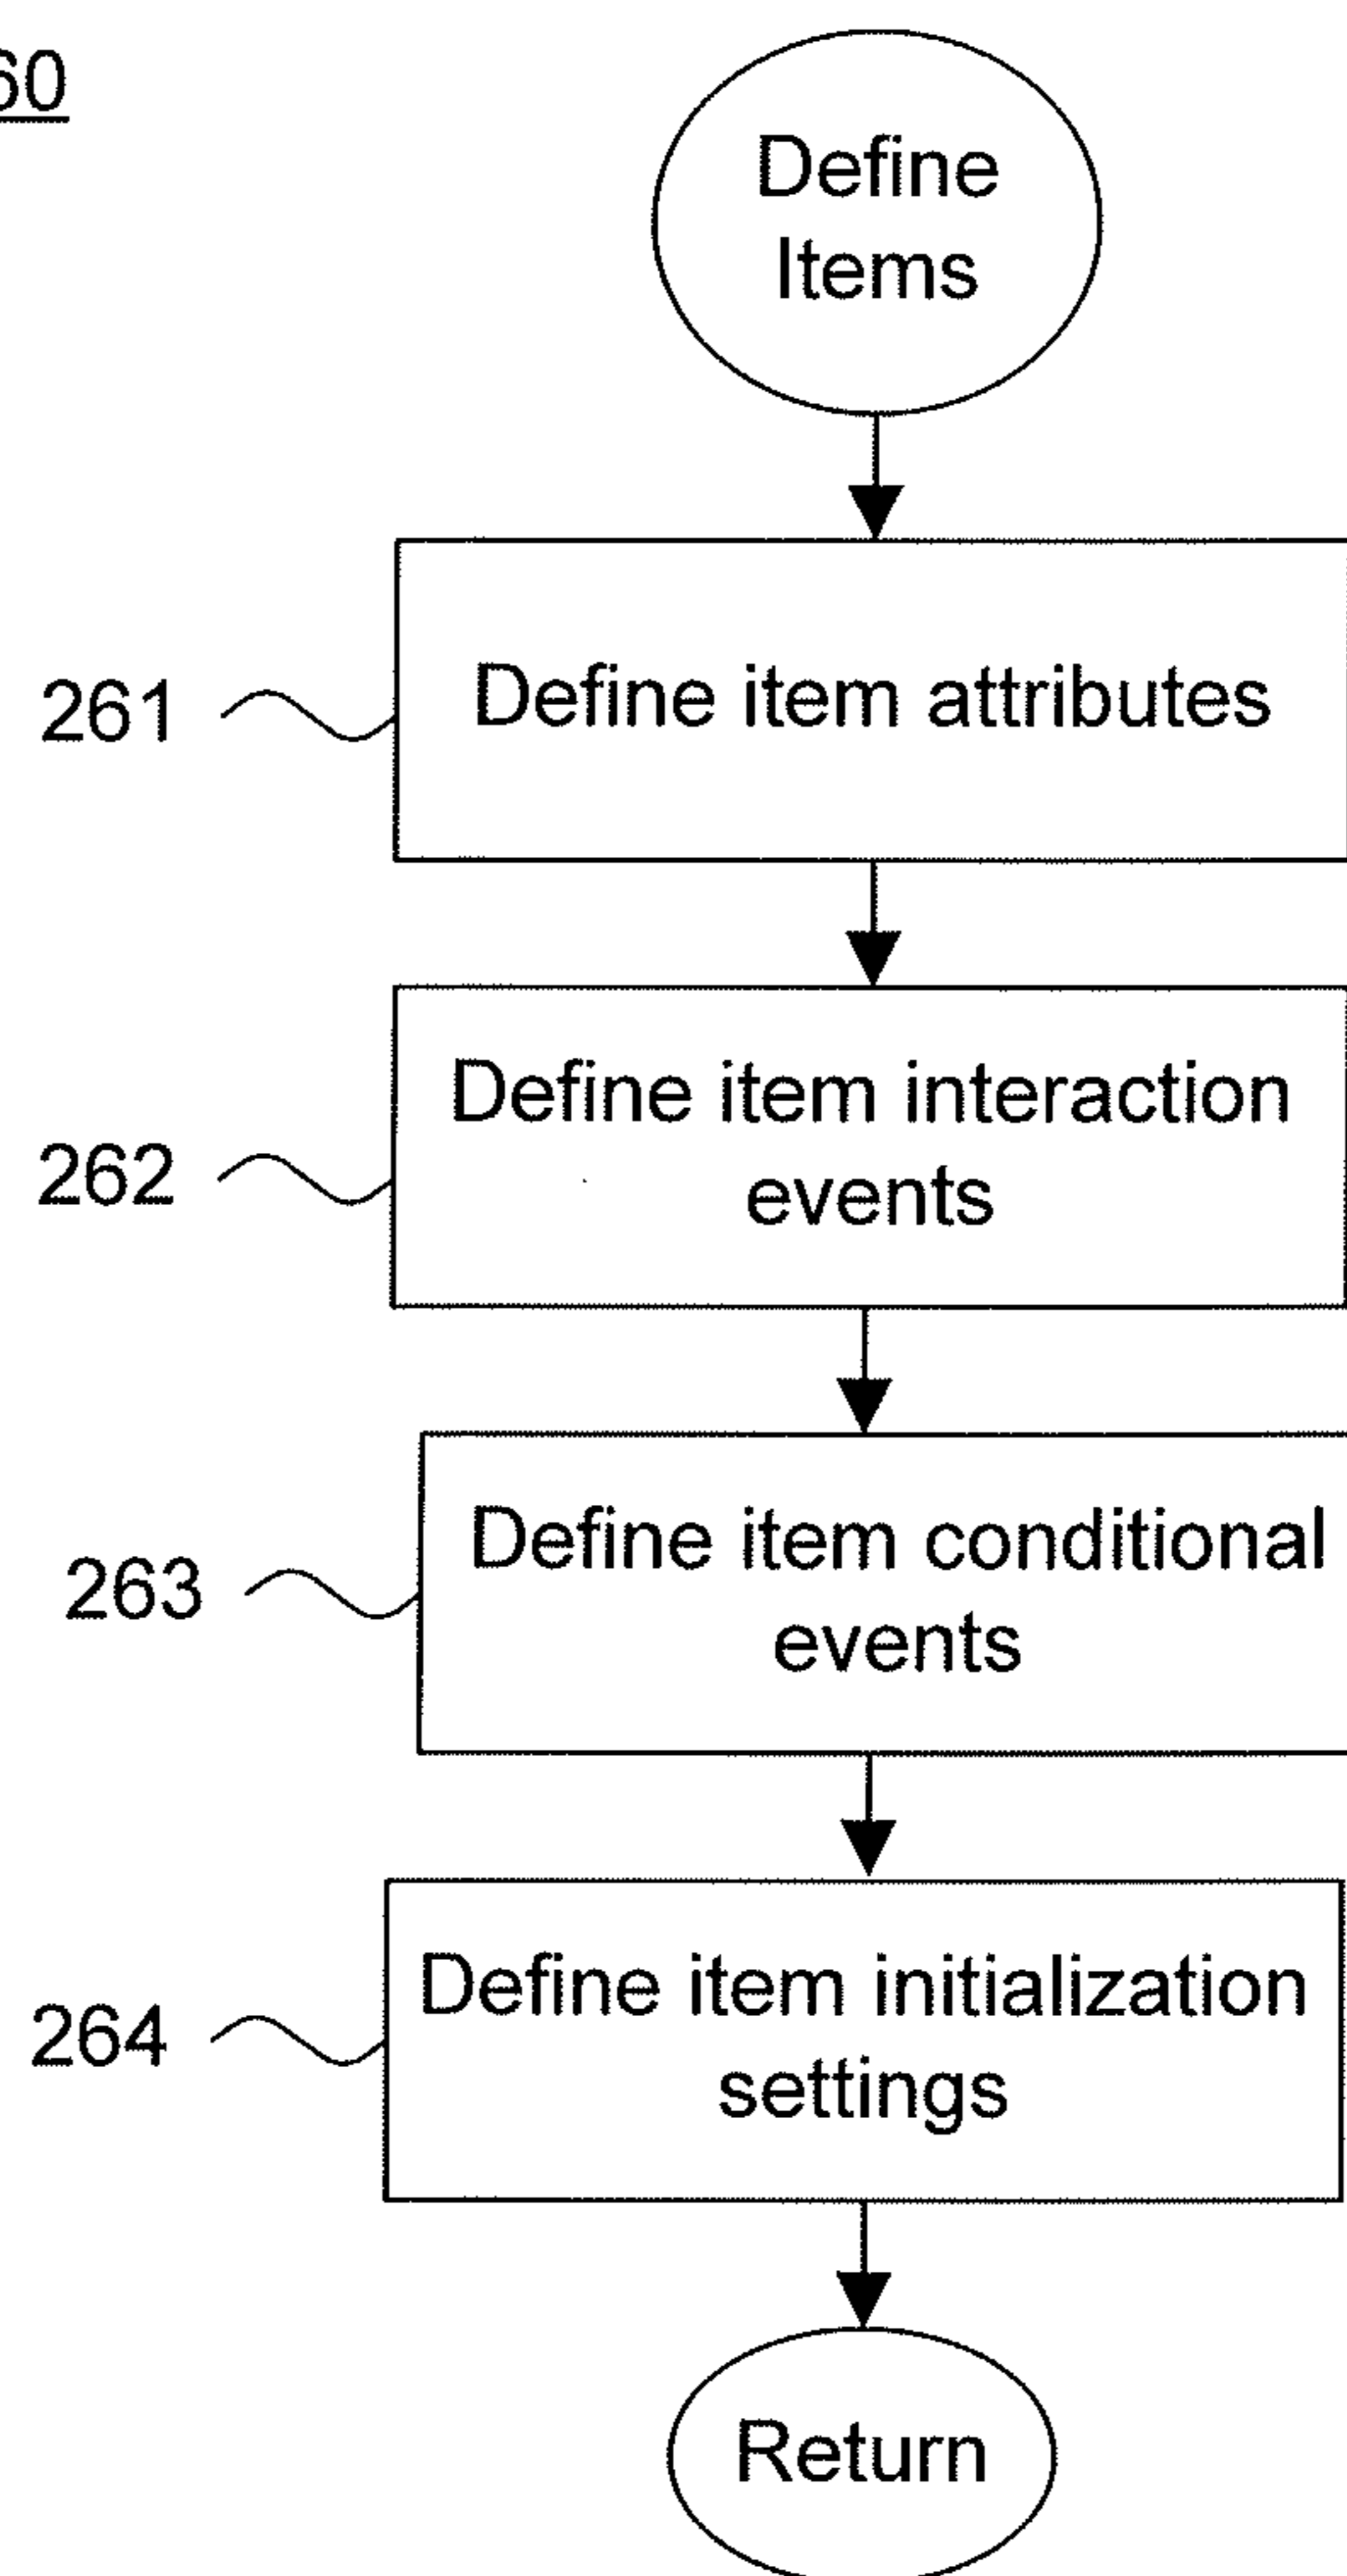 60
Define
Items
261
Define item attributes
262
Define item interaction
events
263
Define item conditional
events
264
Define item initialization
settings
Return